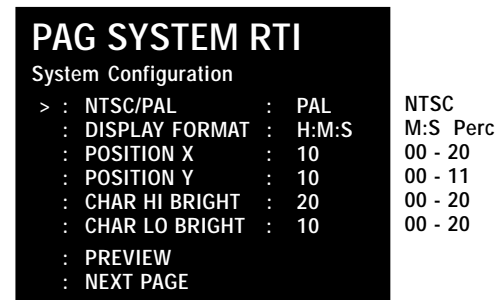 PAG SYSTEM RTI
System Configuration
> : NTSC/PAL : PAL NTSC
: DISPLAY FORMAT : H:M:S M:S Perc
: POSITION X : 10 00 - 20
: POSITION Y : 10 00 - 11
: CHAR HI BRIGHT : 20 00 - 20
: CHAR LO BRIGHT : 10 00 - 20
: PREVIEW
: NEXT PAGE